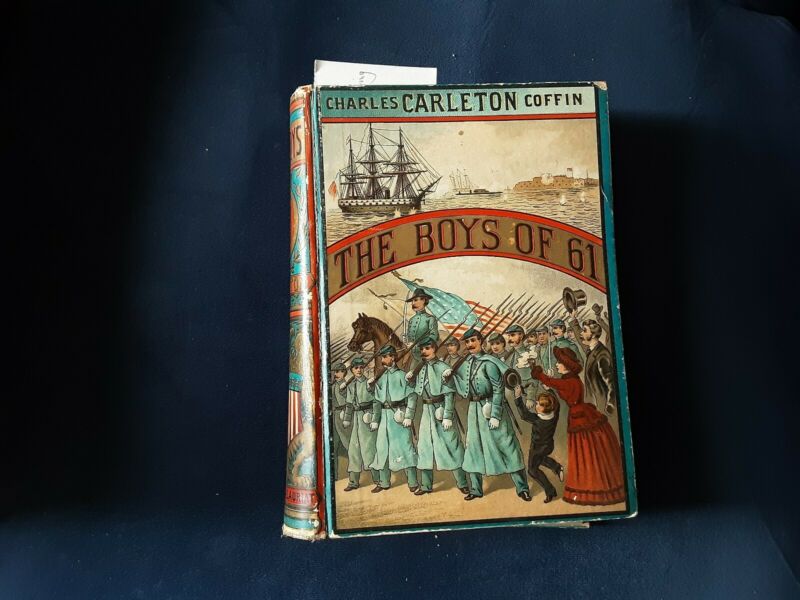 CHARLES CARLETON COFFIN
THE BOYS OF 61